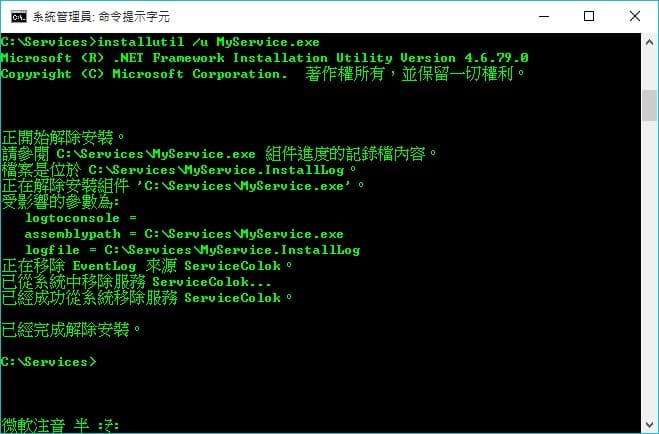 系統管理員: 命令提示字元
C:\Services>installutil /u MyService.exe
Microsoft (R) .NET Framework Installation Utility Version 4.6.79.0
Copyright (C) Microsoft Corporation.  著作權所有，並保留一切權利。
正開始解除安裝。
請參閱 C:\Services\MyService.exe 組件進度的記錄檔內容。
檔案是位於 C:\Services\MyService.InstallLog。
正在解除安裝組件 'C:\Services\MyService.exe'。
受影響的參數為:
logtoconsole =
assemblypath = C:\Services\MyService.exe
logfile = C:\Services\MyService.InstallLog
正在移除 EventLog 來源 ServiceColok。
已從系統中移除服務 ServiceColok...
已經成功從系統移除服務 ServiceColok。
已經完成解除安裝。
C:\Services>
微軟注音 半 :